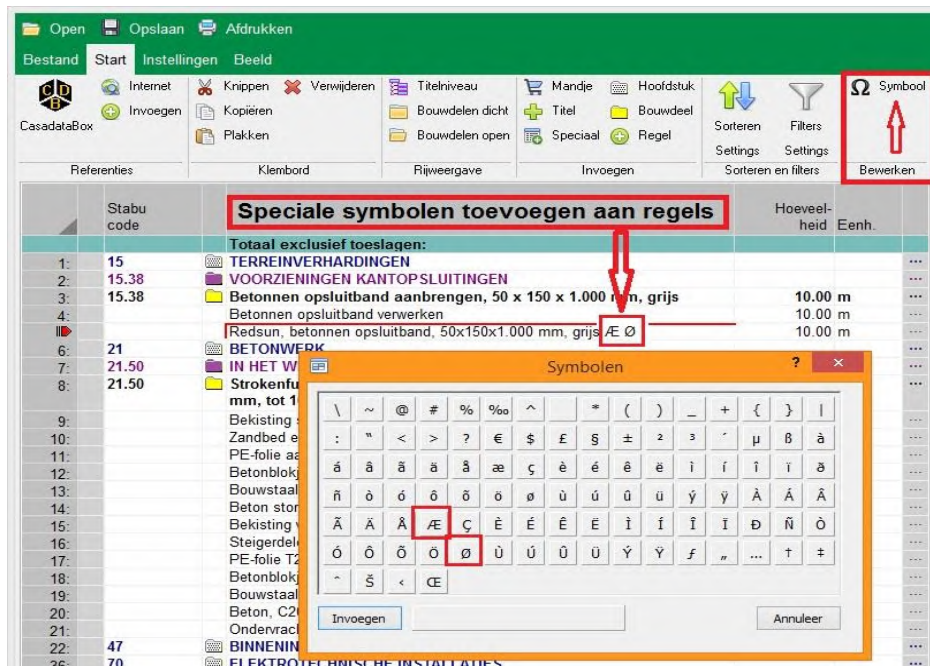 Open Opslaan Afdrukken
Bestand Start Instellingen Beeld
CDB Internet Knippen Verwijderen Titelniveau Mandje Hoofdstuk Ω Symbool
Invoegen Kopiëren Bouwdelen dicht Titel Bouwdeel
CasadataBox Plakken Bouwdelen open Speciaal Regel Sorteren Filters
Settings Settings
Referenties Klembord Rijweergave Invoegen Sorteren en filters Bewerken
Stabu code Speciale symbolen toevoegen aan regels Hoeveel- heid Eenh.
Totaal exclusief toeslagen:
1: 15 TERREINVERHARDINGEN ...
2: 15.38 VOORZIENINGEN KANTOPSLUITINGEN ...
3: 15.38 Betonnen opsluitband aanbrengen, 50 x 150 x 1.000 mm, grijs 10.00 m ...
4: Betonnen opsluitband verwerken 10.00 m ...
Redsun, betonnen opsluitband, 50x150x1.000 mm, grijs Æ Ø 10.00 m ...
6: 21 BETONWERK ...
7: 21.50 IN HET W ...
8: 21.50 Strokenfu ...
mm, tot 1
9: Bekisting
10: Zandbed e
11: PE-folie aa
12: Betonblokj
13: Bouwstaal
14: Beton stor
15: Bekisting
16: Steigerdel
17: PE-folie T2
18: Betonblokj
19: Bouwstaal
20: Beton, C2
21: Ondervracl
22: 47 BINNENIN ...
26: 70 ELEKTROTECHNISCHE INSTALLATIES ...
Symbolen ? ×
\ ~ @ # % ‰ ^ * ( ) _ + { } |
: " < > ? € $ £ § ± ² ³ ´ µ ß à
á â ã ä å æ ç è é ê ë ì í î ï ð
ñ ò ó ô õ ö ø ù ú û ü ý ÿ À Á Â
Ã Ä Å Æ Ç È É Ê Ë Ì Í Î Ï Ð Ñ Ò
Ó Ô Õ Ö Ø Ù Ú Û Ü Ý Ÿ ƒ „ … † ‡
ˆ Š ‹ Œ
Invoegen Annuleer